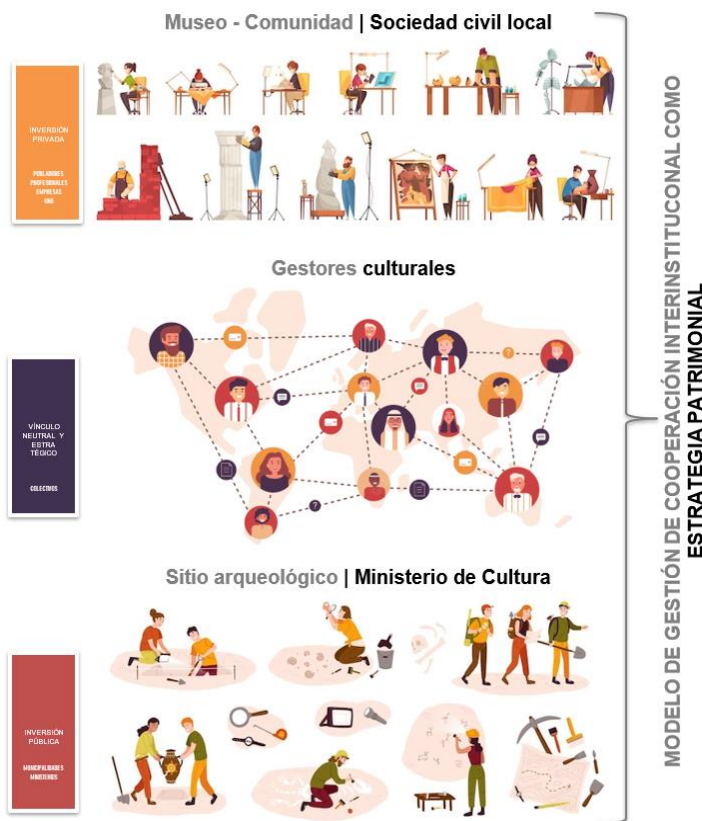 Museo - Comunidad | Sociedad civil local
INVERSIÓN
PRIVADA
POBLADORES
PROFESIONALES
EMPRESAS
ONG
Gestores culturales
VÍNCULO
NEUTRAL Y
ESTRA
TÉGICO
COLECTIVOS
Sitio arqueológico | Ministerio de Cultura
INVERSIÓN
PÚBLICA
MUNICIPALIDADES
MINISTERIOS
MODELO DE GESTIÓN DE COOPERACIÓN INTERINSTITUCONAL COMO
ESTRATEGIA PATRIMONIAL